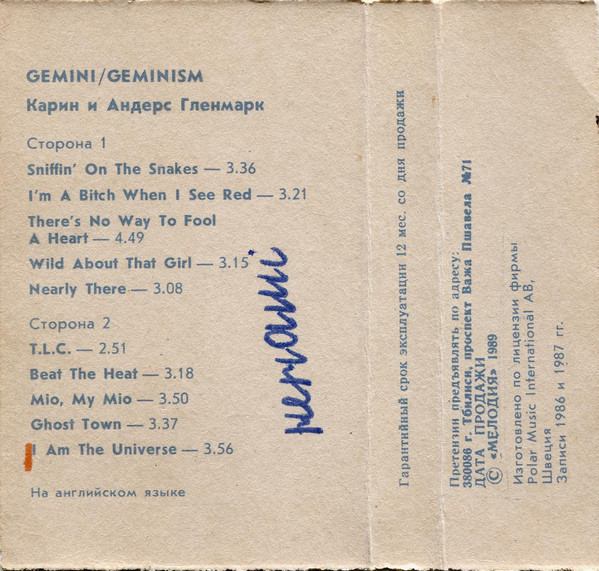 GEMINI/GEMINISM
Карин и Андерс Гленмарк
Сторона 1
Sniffin' On The Snakes — 3.36
I'm A Bitch When I See Red — 3.21
There's No Way To Fool
A Heart — 4.49
Wild About That Girl — 3.15
Nearly There — 3.08
Сторона 2
T.L.C. — 2.51
Beat The Heat — 3.18
Mio, My Mio — 3.50
Ghost Town — 3.37
I Am The Universe — 3.56
На английском языке
Гарантийный срок эксплуатации 12 мес. со дня продажи
Претензии предъявлять по адресу:
380086 г. Тбилиси, проспект Важа Пшавела №71
ДАТА ПРОДАЖИ
© «МЕЛОДИЯ» 1989
Изготовлено по лицензии фирмы
Polar Music International AB,
Швеция
Записи 1986 и 1987 гг.